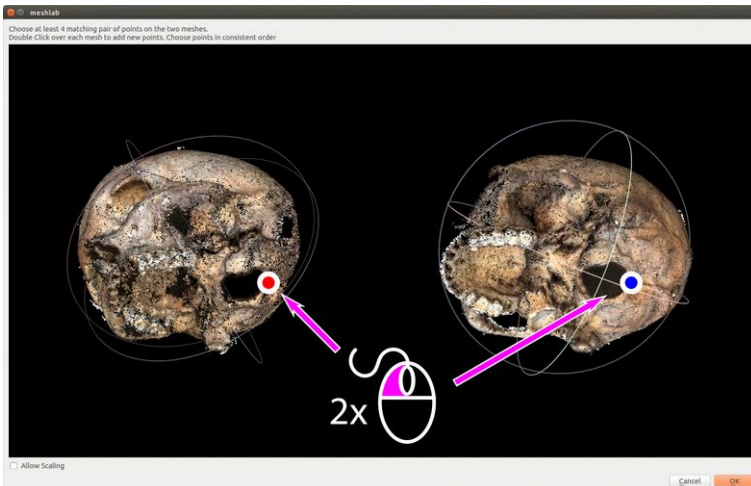 meshlab
Choose at least 4 matching pair of points on the two meshes.
Double Click over each mesh to add new points. Choose points in consistent order
2x
Allow Scaling
Cancel
OK